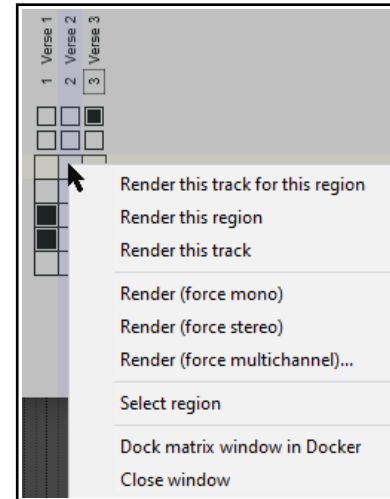 1 Verse 1
2 Verse 2
3 Verse 3
Render this track for this region
Render this region
Render this track
Render (force mono)
Render (force stereo)
Render (force multichannel)...
Select region
Dock matrix window in Docker
Close window